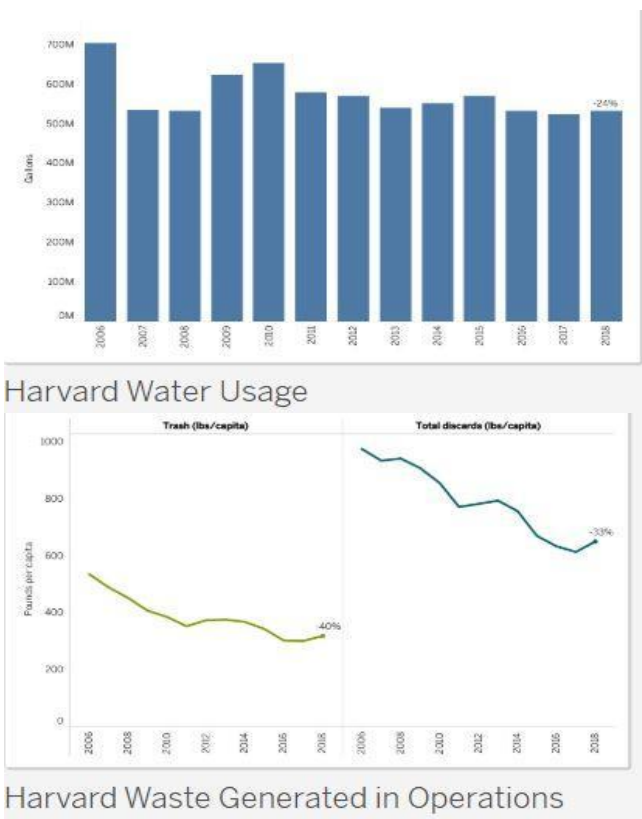 700M
600M
500M
400M
300M
200M
100M
0M
Gallons
-24%
2006 2007 2008 2009 2010 2011 2012 2013 2014 2015 2016 2017 2018
Harvard Water Usage
Trash (lbs/capita) Total discards (lbs/capita)
1000
800
600
400
200
0
Pounds per capita
-40%
-33%
2006 2008 2010 2012 2014 2016 2018 2006 2008 2010 2012 2014 2016 2018
Harvard Waste Generated in Operations